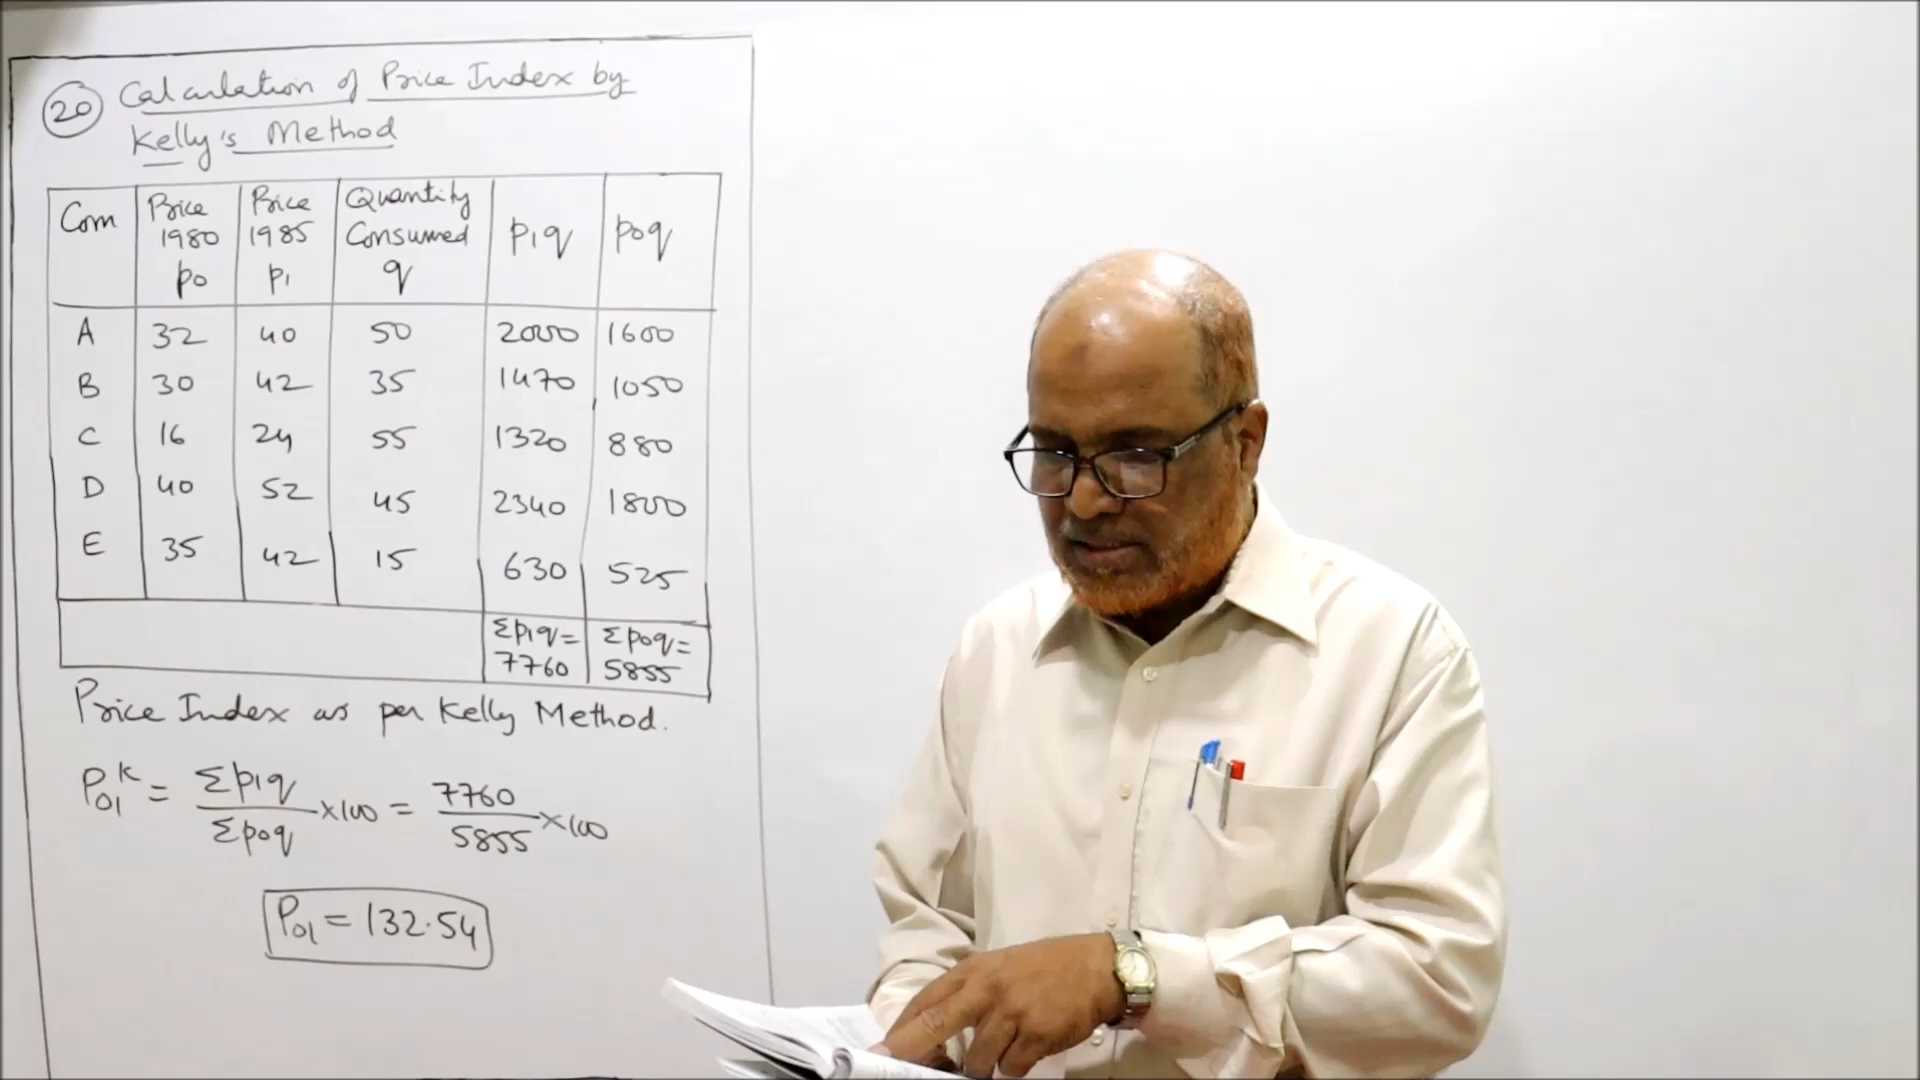 20 Calculation of Price Index by
Kelly's Method
Com Price 1980 p0 Price 1985 p1 Quantity Consumed q p1q p0q
A 32 40 50 2000 1600
B 30 42 35 1470 1050
C 16 24 55 1320 880
D 40 52 45 2340 1800
E 35 42 15 630 525
Σp1q= 7760 Σp0q= 5855
Price Index as per Kelly Method.
P01^K = Σp1q / Σp0q ×100 = 7760 / 5855 ×100
P01 = 132.54